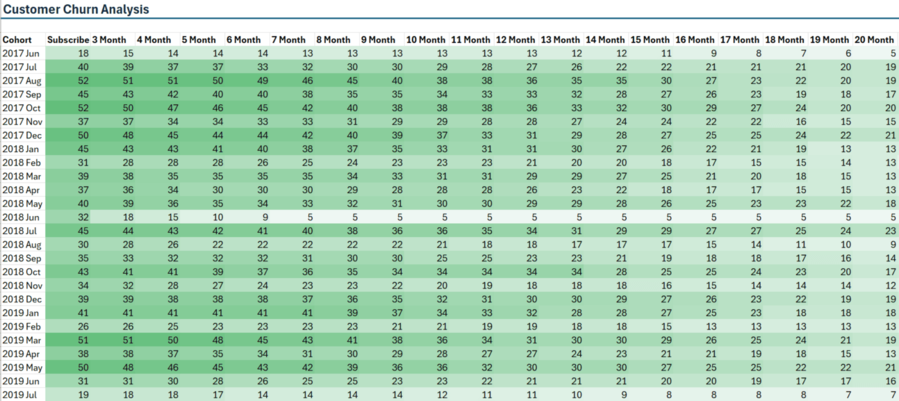 Customer Churn Analysis
Cohort Subscribe 3 Month 4 Month 5 Month 6 Month 7 Month 8 Month 9 Month 10 Month 11 Month 12 Month 13 Month 14 Month 15 Month 16 Month 17 Month 18 Month 19 Month 20 Month
2017 Jun 18 15 14 14 14 13 13 13 13 13 13 12 12 11 9 8 7 6 5
2017 Jul 40 39 37 37 33 32 30 30 29 28 27 26 22 22 21 21 21 20 19
2017 Aug 52 51 51 50 49 46 45 40 38 38 36 35 35 30 27 23 22 20 19
2017 Sep 45 43 42 40 40 38 35 35 34 33 33 32 28 27 26 23 19 18 17
2017 Oct 52 50 47 46 45 42 40 38 38 38 36 33 32 30 29 27 24 20 20
2017 Nov 37 37 34 34 33 33 31 29 29 28 28 27 24 24 22 22 16 15 15
2017 Dec 50 48 45 44 44 42 40 39 37 33 31 29 28 27 25 25 24 22 21
2018 Jan 45 43 43 41 40 38 37 35 33 31 31 30 27 26 22 21 19 13 13
2018 Feb 31 28 28 28 26 25 24 23 23 23 21 20 20 18 17 15 15 14 13
2018 Mar 39 38 35 35 35 35 34 33 31 31 29 29 27 25 21 20 18 15 13
2018 Apr 37 36 34 30 30 30 29 28 28 28 26 23 22 18 17 17 15 15 13
2018 May 40 39 36 35 34 33 32 31 30 30 29 29 28 26 25 23 23 22 18
2018 Jun 32 18 15 10 9 5 5 5 5 5 5 5 5 5 5 5 5 5 5
2018 Jul 45 44 43 42 41 40 38 36 36 35 34 31 29 29 27 27 25 24 23
2018 Aug 30 28 26 22 22 22 22 22 21 18 18 17 17 17 15 14 11 10 9
2018 Sep 35 33 32 32 32 31 30 30 25 25 23 23 21 19 18 18 17 16 14
2018 Oct 43 41 41 39 37 36 35 34 34 34 34 34 28 25 25 24 23 20 17
2018 Nov 34 32 28 27 24 23 23 22 20 19 18 18 18 16 15 14 14 14 12
2018 Dec 39 39 38 38 38 37 36 35 32 31 30 30 29 27 26 23 22 19 19
2019 Jan 41 41 41 41 41 41 39 37 34 33 32 28 28 27 25 23 18 18 18
2019 Feb 26 26 25 23 23 23 21 21 19 19 18 18 15 13 13 13 13 13
2019 Mar 51 51 50 48 45 43 41 38 36 34 31 30 30 29 26 25 24 21 19
2019 Apr 38 38 37 35 34 31 30 29 28 27 27 24 23 21 21 19 18 15 13
2019 May 50 48 46 45 43 42 39 36 36 32 30 30 30 27 25 25 22 22 21
2019 Jun 31 31 30 28 26 25 25 23 23 22 21 21 21 20 20 19 17 17 16
2019 Jul 19 18 18 17 14 14 14 14 12 11 11 10 9 8 8 8 8 7 7